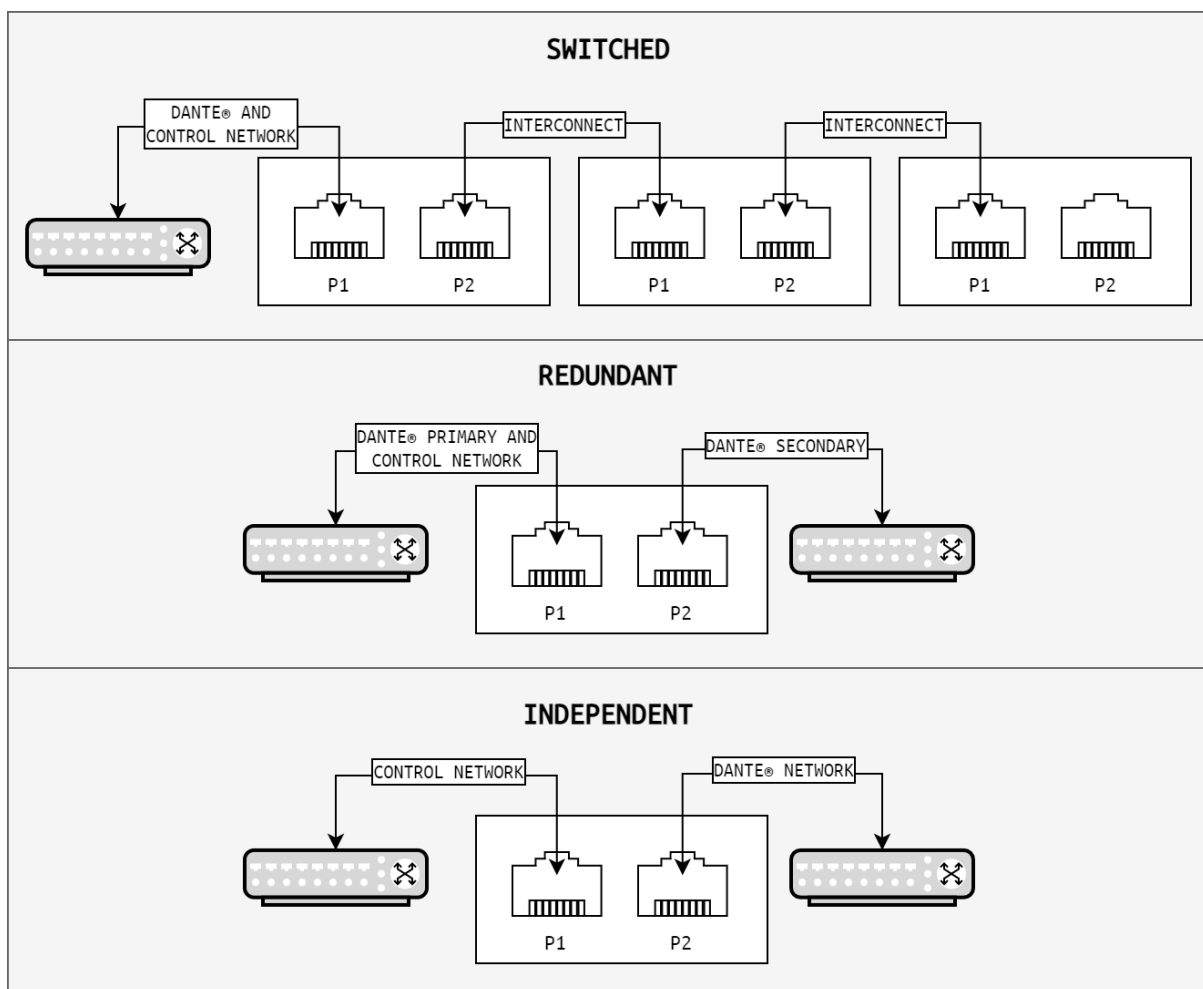 SWITCHED
DANTE® AND
CONTROL NETWORK
INTERCONNECT
INTERCONNECT
P1
P2
P1
P2
P1
P2
REDUNDANT
DANTE® PRIMARY AND
CONTROL NETWORK
DANTE® SECONDARY
P1
P2
INDEPENDENT
CONTROL NETWORK
DANTE® NETWORK
P1
P2